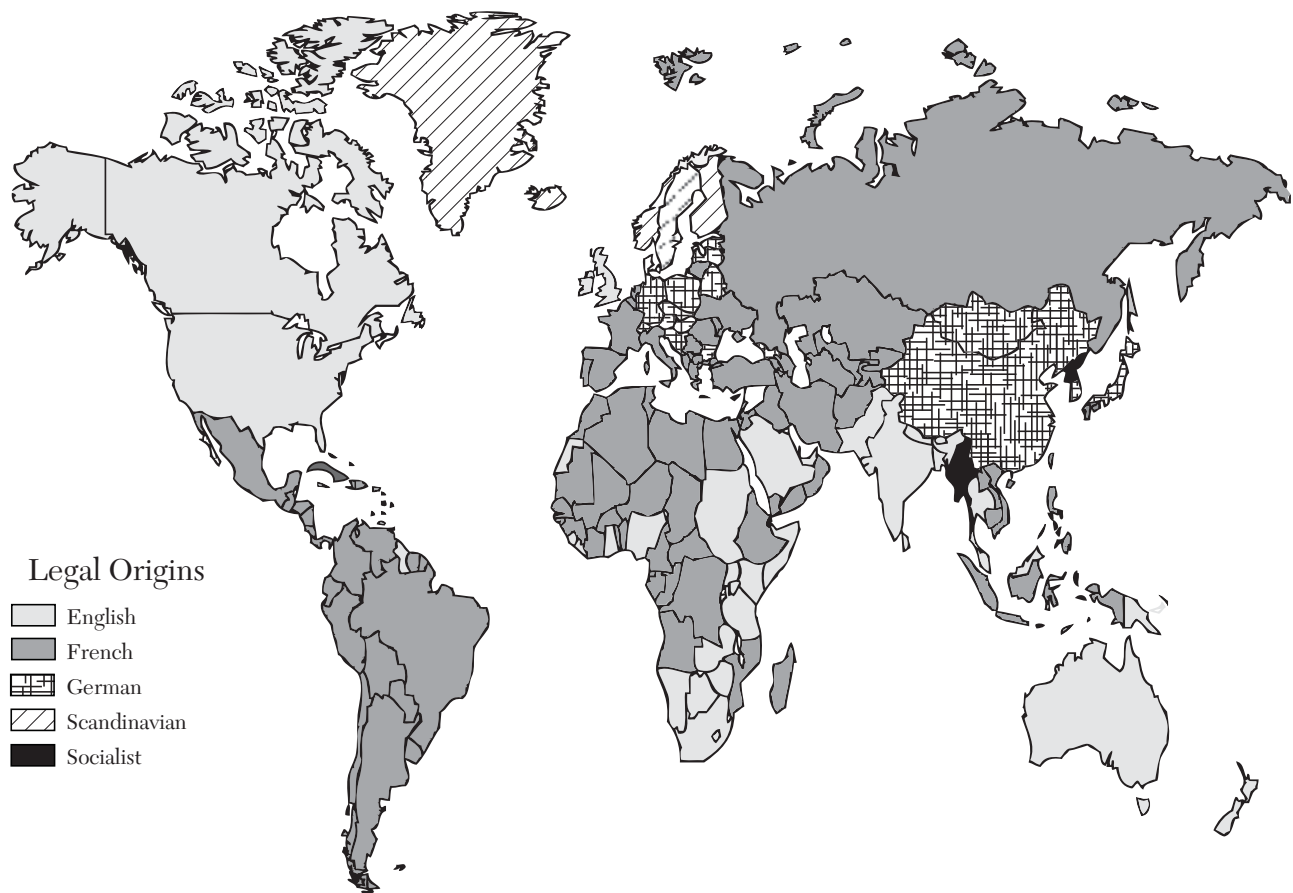 Legal Origins
English
French
German
Scandinavian
Socialist